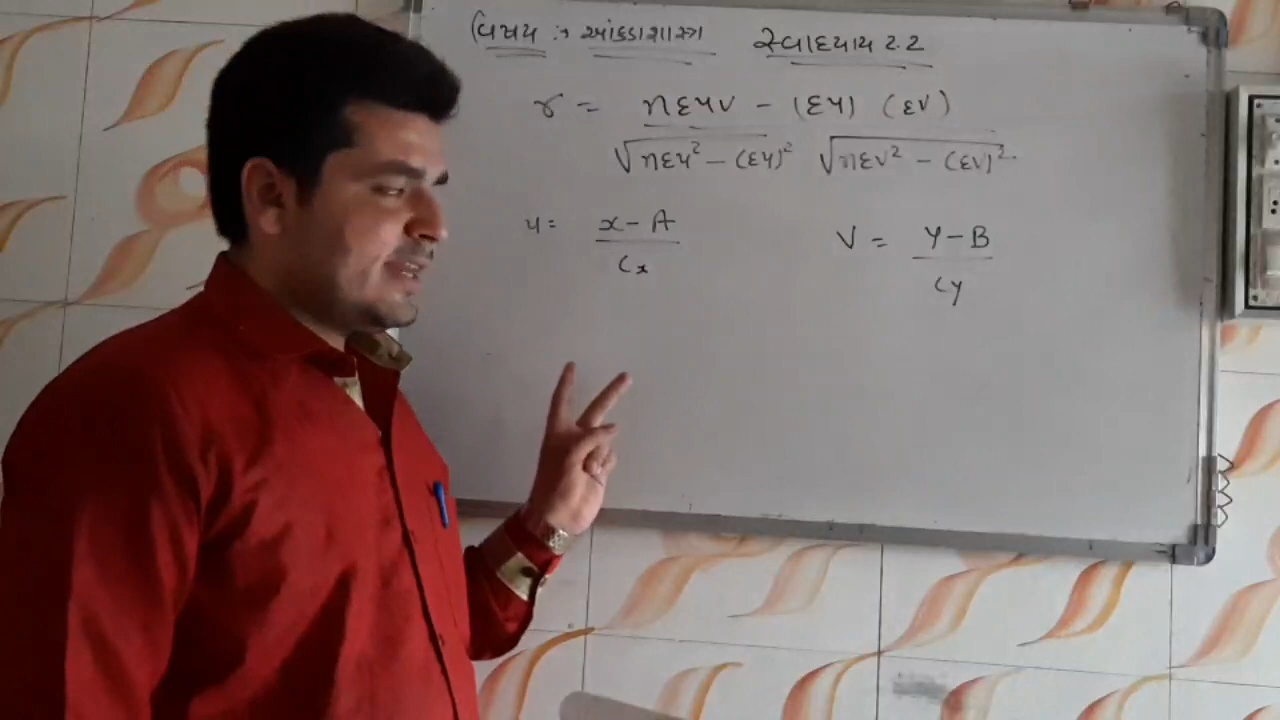 વિષય :- આંકડાશાસ્ત્ર સ્વાધ્યાય 2.2
r = nΣuv - (Σu) (Σv)
√nΣu² - (Σu)² √nΣv² - (Σv)²
u = x - A
Cx
V = Y - B
Cy